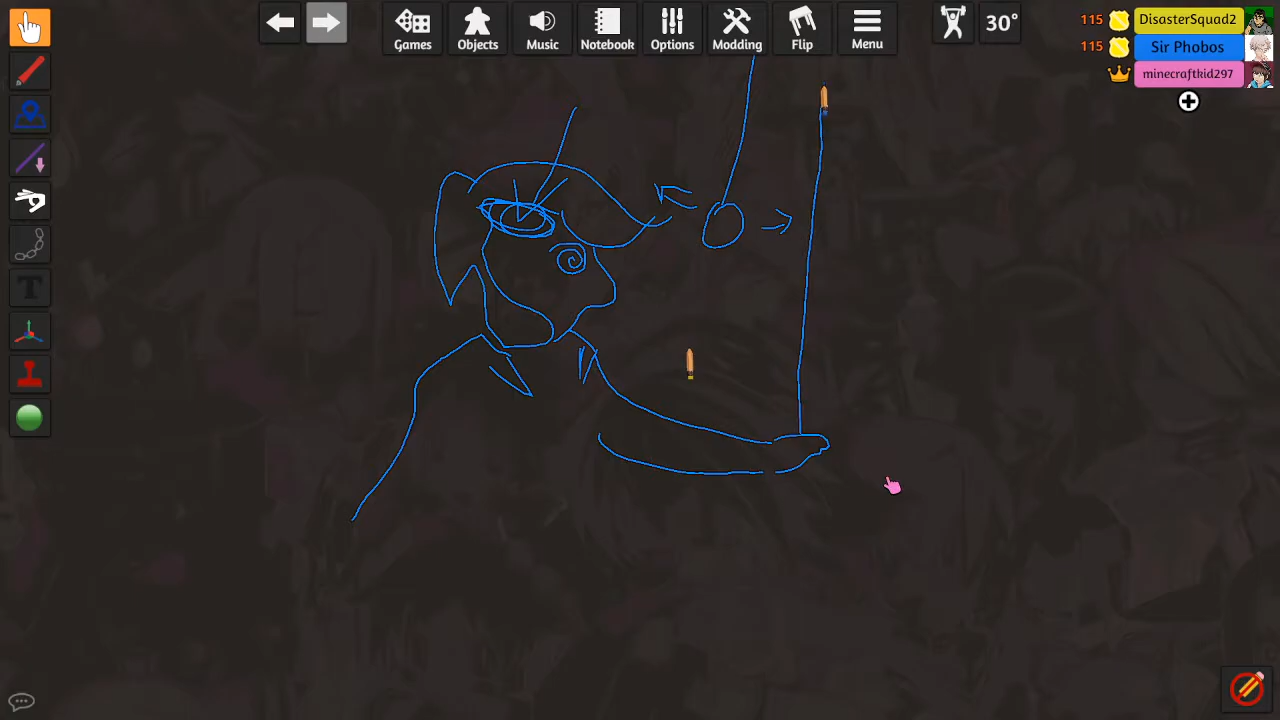 30°
115 DisasterSquad2
Games Objects Music Notebook Options Modding Flip Menu
115 Sir Phobos
minecraftkid297
T